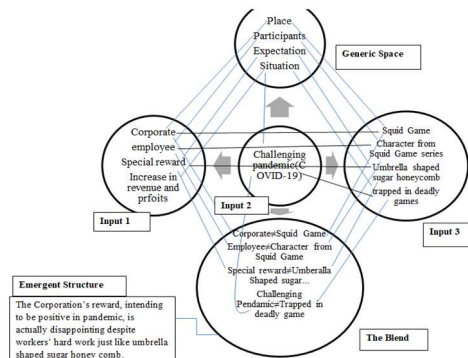 Place
Participants
Expectation
Situation
Generic Space
Corporate
employee
Special reward
Increase in
revenue and
prfoits
Input 1
Challenging
pandemic(C
OVID-19)
Input 2
Squid Game
Character from
Squid Game series
Umbrella shaped
sugar honeycomb
trapped in deadly
games
Input 3
Corporate≠Squid Game
Employee≠Character from
Squid Game
Special reward≠Umberalla
Shaped sugar...
Challenging
Pendamic≠Trapped in
deadly game
The Blend
Emergent Structure
The Corporation's reward, intending
to be positive in pandemic, is
actually disappointing despite
workers' hard work just like umbrella
shaped sugar honey comb.